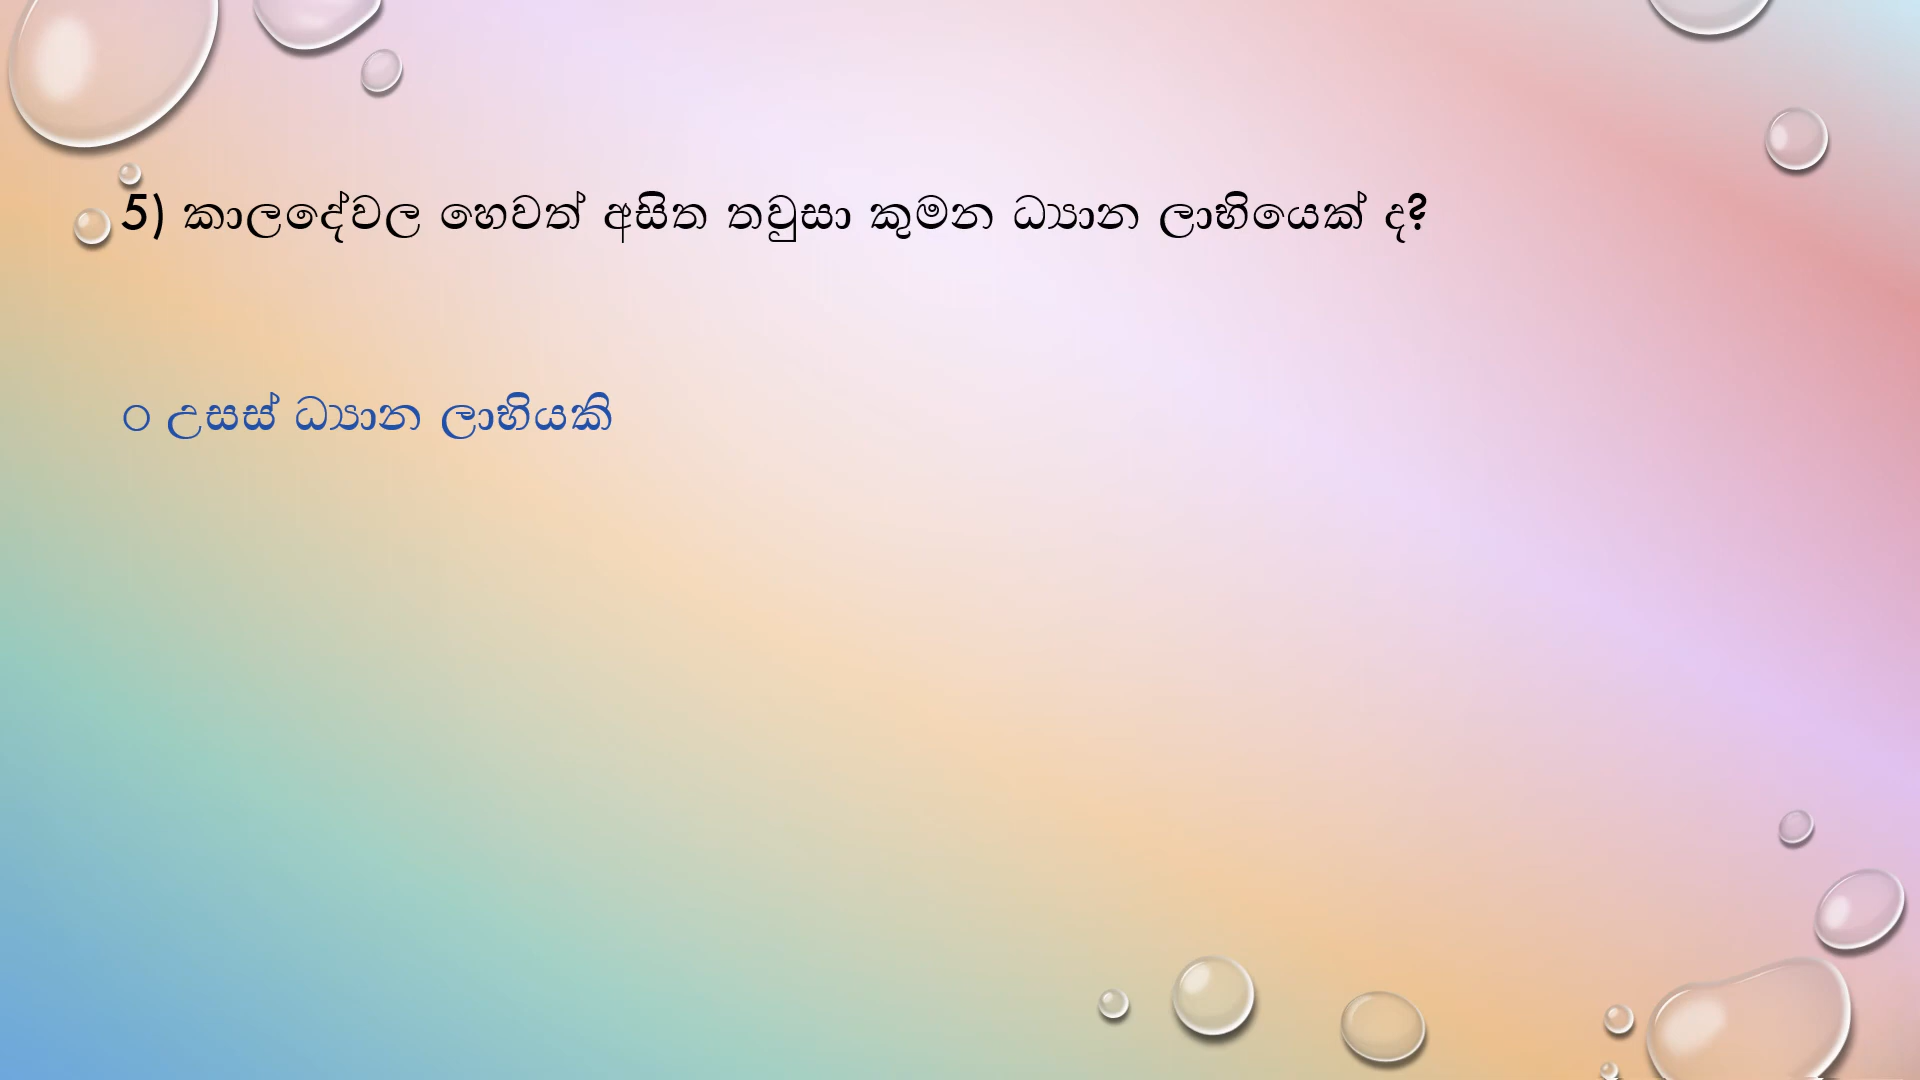 5) කාලදේවල හෙවත් අසිත තවුසා කුමන ධ්‍යාන ලාභියෙක් ද?
○ උසස් ධ්‍යාන ලාභියකි